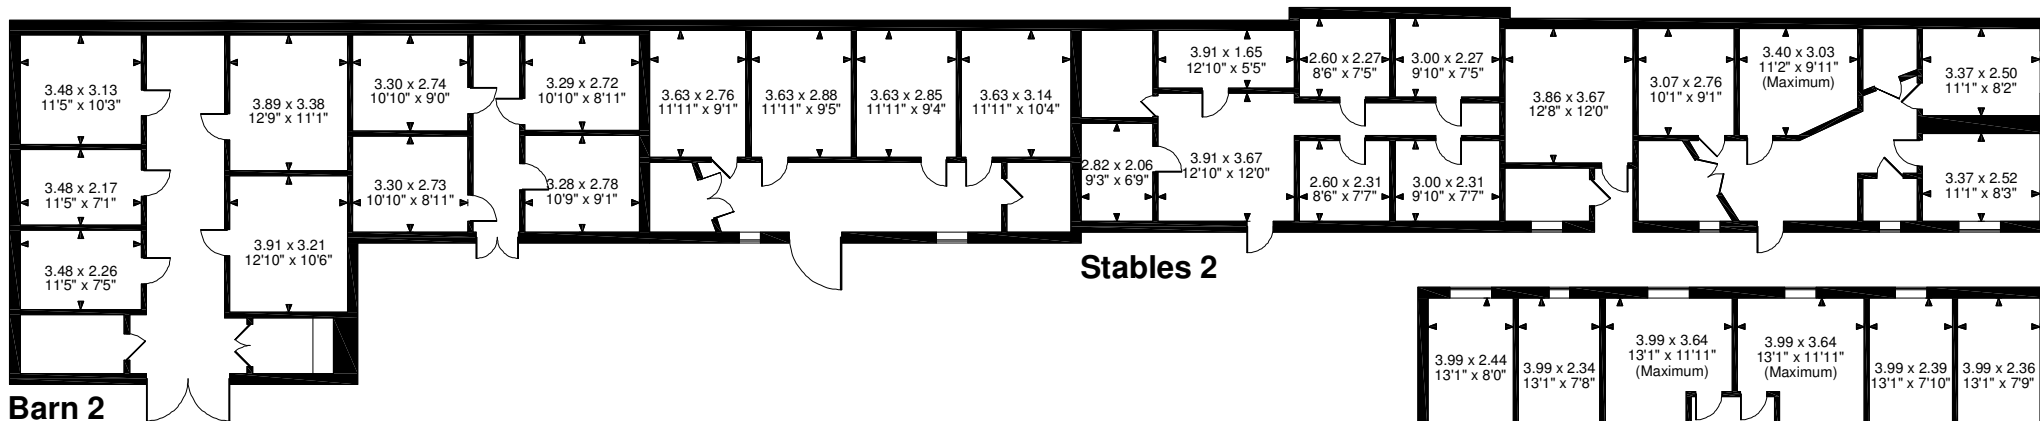 3.48 x 3.13
11'5" x 10'3"
3.48 x 2.17
11'5" x 7'1"
3.48 x 2.26
11'5" x 7'5"
3.89 x 3.38
12'9" x 11'1"
3.91 x 3.21
12'10" x 10'6"
3.30 x 2.74
10'10" x 9'0"
3.30 x 2.73
10'10" x 8'11"
3.29 x 2.72
10'10" x 8'11"
3.28 x 2.78
10'9" x 9'1"
3.63 x 2.76
11'11" x 9'1"
3.63 x 2.88
11'11" x 9'5"
3.63 x 2.85
11'11" x 9'4"
3.63 x 3.14
11'11" x 10'4"
2.82 x 2.06
9'3" x 6'9"
3.91 x 1.65
12'10" x 5'5"
3.91 x 3.67
12'10" x 12'0"
2.60 x 2.27
8'6" x 7'5"
3.00 x 2.27
9'10" x 7'5"
2.60 x 2.31
8'6" x 7'7"
3.00 x 2.31
9'10" x 7'7"
3.86 x 3.67
12'8" x 12'0"
3.07 x 2.76
10'1" x 9'1"
3.40 x 3.03
11'2" x 9'11"
(Maximum)
3.37 x 2.50
11'1" x 8'2"
3.37 x 2.52
11'1" x 8'3"
Stables 2
Barn 2
3.99 x 2.44
13'1" x 8'0"
3.99 x 2.34
13'1" x 7'8"
3.99 x 3.64
13'1" x 11'11"
(Maximum)
3.99 x 3.64
13'1" x 11'11"
(Maximum)
3.99 x 2.39
13'1" x 7'10"
3.99 x 2.36
13'1" x 7'9"